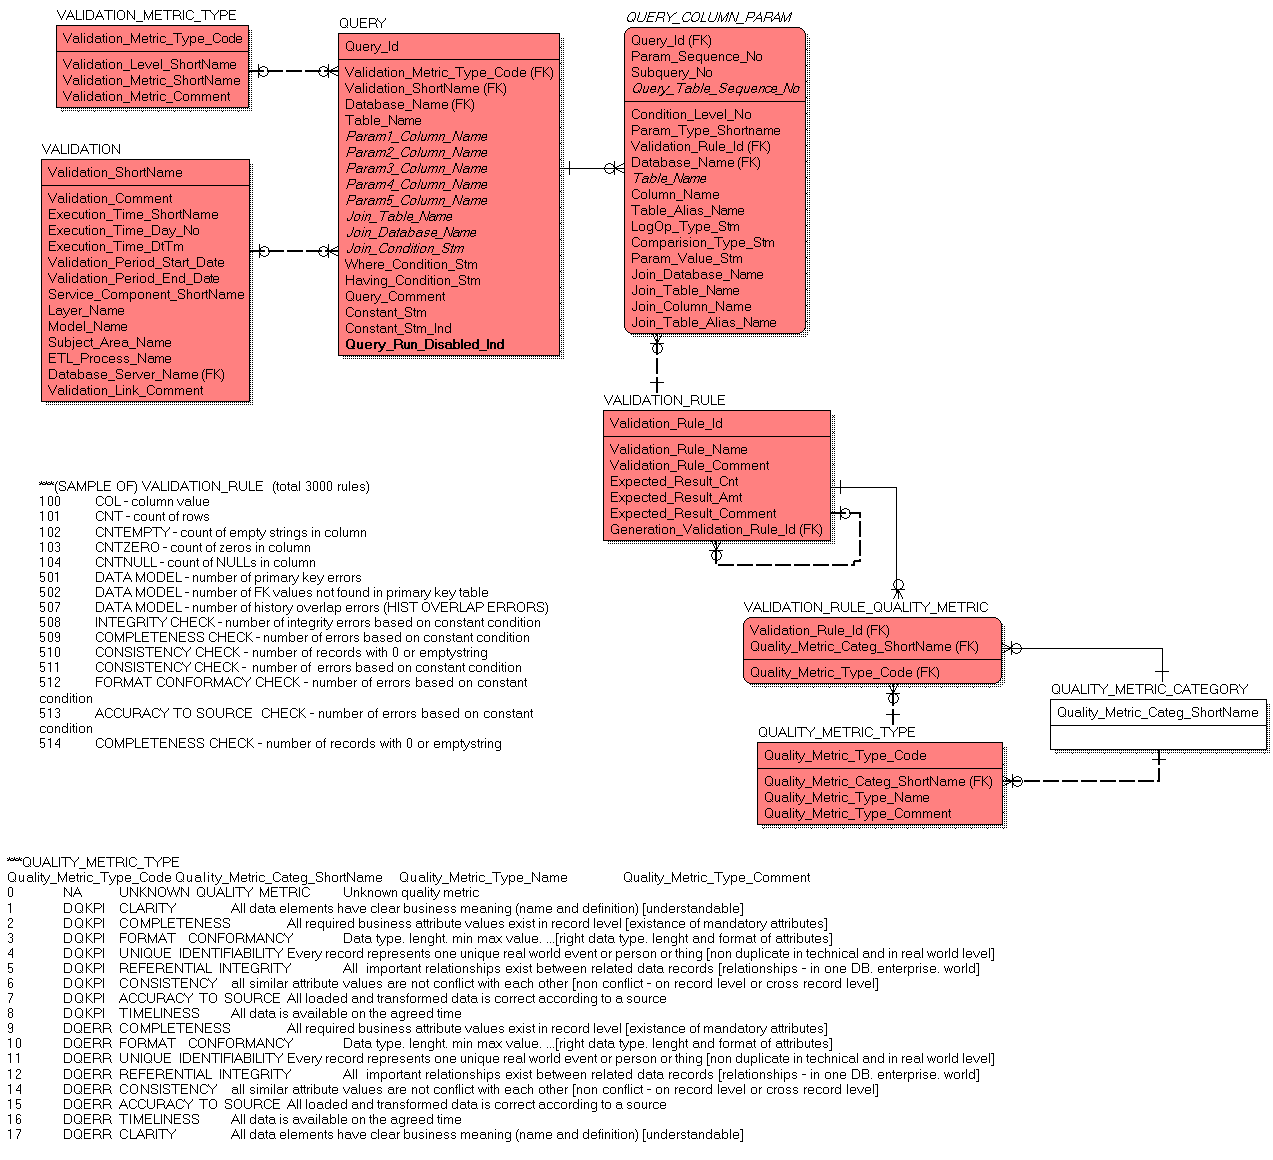 VALIDATION_METRIC_TYPE
Validation_Metric_Type_Code
Validation_Level_ShortName
Validation_Metric_ShortName
Validation_Metric_Comment
VALIDATION
Validation_ShortName
Validation_Comment
Execution_Time_ShortName
Execution_Time_Day_No
Execution_Time_DtTm
Validation_Period_Start_Date
Validation_Period_End_Date
Service_Component_ShortName
Layer_Name
Model_Name
Subject_Area_Name
ETL_Process_Name
Database_Server_Name (FK)
Validation_Link_Comment
QUERY
Query_Id
Validation_Metric_Type_Code (FK)
Validation_ShortName (FK)
Database_Name (FK)
Table_Name
Param1_Column_Name
Param2_Column_Name
Param3_Column_Name
Param4_Column_Name
Param5_Column_Name
Join_Table_Name
Join_Database_Name
Join_Condition_Stm
Where_Condition_Stm
Having_Condition_Stm
Query_Comment
Constant_Stm
Constant_Stm_Ind
Query_Run_Disabled_Ind
QUERY_COLUMN_PARAM
Query_Id (FK)
Param_Sequence_No
Subquery_No
Query_Table_Sequence_No
Condition_Level_No
Param_Type_Shortname
Validation_Rule_Id (FK)
Database_Name (FK)
Table_Name
Column_Name
Table_Alias_Name
LogOp_Type_Stm
Comparision_Type_Stm
Param_Value_Stm
Join_Database_Name
Join_Table_Name
Join_Column_Name
Join_Table_Alias_Name
VALIDATION_RULE
Validation_Rule_Id
Validation_Rule_Name
Validation_Rule_Comment
Expected_Result_Cnt
Expected_Result_Amt
Expected_Result_Comment
Generation_Validation_Rule_Id (FK)
***(SAMPLE OF) VALIDATION_RULE (total 3000 rules)
100 COL - column value
101 CNT - count of rows
102 CNTEMPTY - count of empty strings in column
103 CNTZERO - count of zeros in column
104 CNTNULL - count of NULLs in column
501 DATA MODEL - number of primary key errors
502 DATA MODEL - number of FK values not found in primary key table
507 DATA MODEL - number of history overlap errors (HIST OVERLAP ERRORS)
508 INTEGRITY CHECK - number of integrity errors based on constant condition
509 COMPLETENESS CHECK - number of errors based on constant condition
510 CONSISTENCY CHECK - number of records with 0 or emptystring
511 CONSISTENCY CHECK - number of errors based on constant condition
512 FORMAT CONFORMACY CHECK - number of errors based on constant
condition
513 ACCURACY TO SOURCE CHECK - number of errors based on constant
condition
514 COMPLETENESS CHECK - number of records with 0 or emptystring
VALIDATION_RULE_QUALITY_METRIC
Validation_Rule_Id (FK)
Quality_Metric_Categ_ShortName (FK)
Quality_Metric_Type_Code (FK)
QUALITY_METRIC_CATEGORY
Quality_Metric_Categ_ShortName
QUALITY_METRIC_TYPE
Quality_Metric_Type_Code
Quality_Metric_Categ_ShortName (FK)
Quality_Metric_Type_Name
Quality_Metric_Type_Comment
***QUALITY_METRIC_TYPE
Quality_Metric_Type_Code Quality_Metric_Categ_ShortName Quality_Metric_Type_Name Quality_Metric_Type_Comment
0 NA UNKNOWN QUALITY METRIC Unknown quality metric
1 DQKPI CLARITY All data elements have clear business meaning (name and definition) [understandable]
2 DQKPI COMPLETENESS All required business attribute values exist in record level [existance of mandatory attributes]
3 DQKPI FORMAT CONFORMANCY Data type. lenght. min max value. ...[right data type. lenght and format of attributes]
4 DQKPI UNIQUE IDENTIFIABILITY Every record represents one unique real world event or person or thing [non duplicate in technical and in real world level]
5 DQKPI REFERENTIAL INTEGRITY All important relationships exist between related data records [relationships - in one DB. enterprise. world]
6 DQKPI CONSISTENCY all similar attribute values are not conflict with each other [non conflict - on record level or cross record level]
7 DQKPI ACCURACY TO SOURCE All loaded and transformed data is correct according to a source
8 DQKPI TIMELINESS All data is available on the agreed time
9 DQERR COMPLETENESS All required business attribute values exist in record level [existance of mandatory attributes]
10 DQERR FORMAT CONFORMANCY Data type. lenght. min max value. ...[right data type. lenght and format of attributes]
11 DQERR UNIQUE IDENTIFIABILITY Every record represents one unique real world event or person or thing [non duplicate in technical and in real world level]
12 DQERR REFERENTIAL INTEGRITY All important relationships exist between related data records [relationships - in one DB. enterprise. world]
14 DQERR CONSISTENCY all similar attribute values are not conflict with each other [non conflict - on record level or cross record level]
15 DQERR ACCURACY TO SOURCE All loaded and transformed data is correct according to a source
16 DQERR TIMELINESS All data is available on the agreed time
17 DQERR CLARITY All data elements have clear business meaning (name and definition) [understandable]